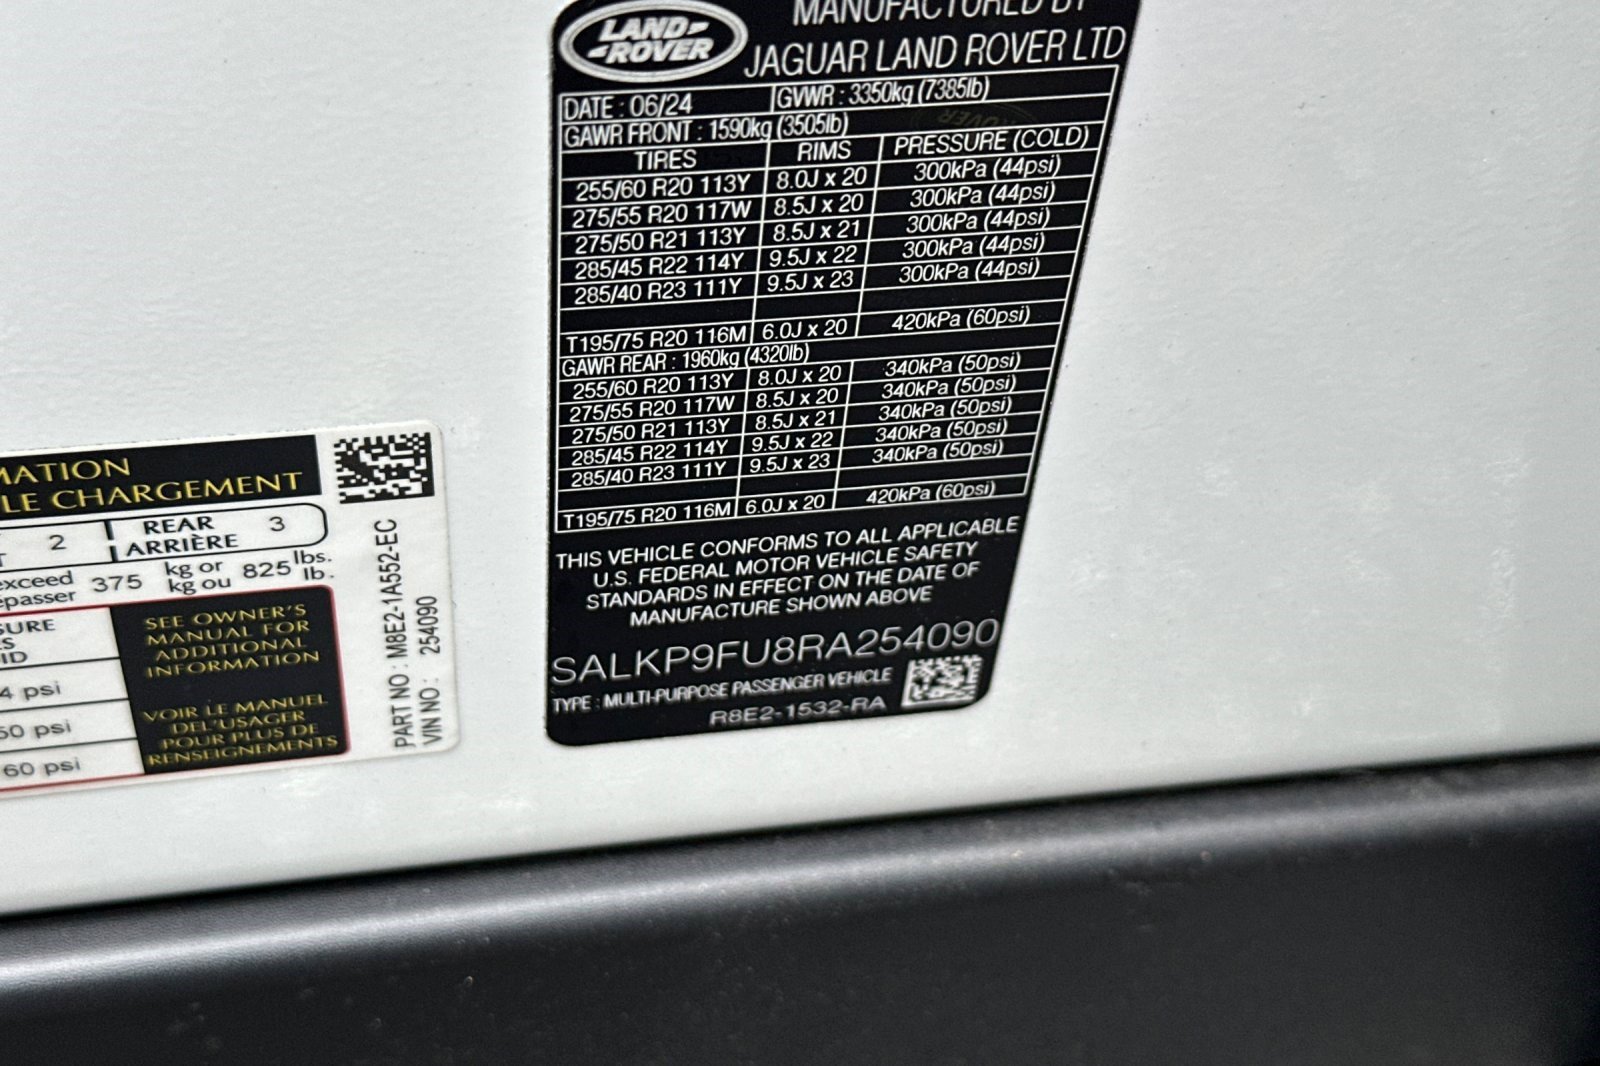 LAND
ROVER
MANUFACTURED BY
JAGUAR LAND ROVER LTD
DATE : 06/24 GVWR : 3350kg (7385lb)
GAWR FRONT : 1590kg (3505lb)
TIRES RIMS PRESSURE (COLD)
255/60 R20 113Y 8.0J x 20 300kPa (44psi)
275/55 R20 117W 8.5J x 20 300kPa (44psi)
275/50 R21 113Y 8.5J x 21 300kPa (44psi)
285/45 R22 114Y 9.5J x 22 300kPa (44psi)
285/40 R23 111Y 9.5J x 23 300kPa (44psi)
T195/75 R20 116M 6.0J x 20 420kPa (60psi)
GAWR REAR : 1960kg (4320lb)
255/60 R20 113Y 8.0J x 20 340kPa (50psi)
275/55 R20 117W 8.5J x 20 340kPa (50psi)
275/50 R21 113Y 8.5J x 21 340kPa (50psi)
285/45 R22 114Y 9.5J x 22 340kPa (50psi)
285/40 R23 111Y 9.5J x 23 340kPa (50psi)
T195/75 R20 116M 6.0J x 20 420kPa (60psi)
THIS VEHICLE CONFORMS TO ALL APPLICABLE
U.S. FEDERAL MOTOR VEHICLE SAFETY
STANDARDS IN EFFECT ON THE DATE OF
MANUFACTURE SHOWN ABOVE
SALKP9FU8RA254090
TYPE : MULTI-PURPOSE PASSENGER VEHICLE
R8E2-1532-RA
MATION
LE CHARGEMENT
2 REAR 3
ARRIÈRE
exceed 375 kg or 825 lbs.
épasser kg ou lb.
SURE
ES
ID
4 psi
50 psi
60 psi
SEE OWNER'S
MANUAL FOR
ADDITIONAL
INFORMATION
VOIR LE MANUEL
DEL'USAGER
POUR PLUS DE
RENSEIGNEMENTS
PART NO : M8E2-1A552-EC
VIN NO : 254090